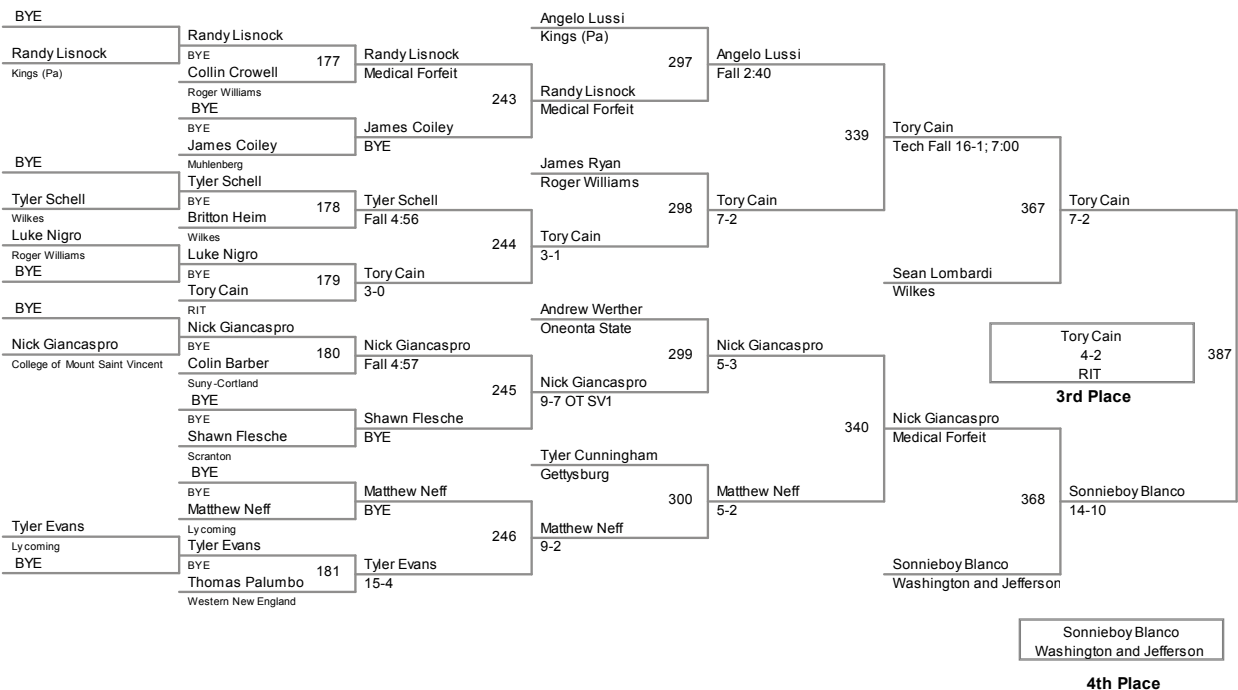 BYE
Randy Lisnock
Kings (Pa)
BYE
Tyler Schell
Wilkes
Luke Nigro
Roger Williams
BYE
BYE
Nick Giancaspro
College of Mount Saint Vincent
Tyler Evans
Lycoming
BYE
Randy Lisnock
BYE
177
Collin Crowell
Roger Williams
BYE
BYE
James Coiley
Muhlenberg
Tyler Schell
BYE
178
Britton Heim
Wilkes
Luke Nigro
BYE
179
Tory Cain
RIT
Nick Giancaspro
BYE
180
Colin Barber
Suny-Cortland
BYE
BYE
Shawn Flesche
Scranton
BYE
BYE
Matthew Neff
Lycoming
Tyler Evans
BYE
181
Thomas Palumbo
Western New England
Randy Lisnock
Medical Forfeit
243
James Coiley
BYE
Tyler Schell
Fall 4:56
244
Tory Cain
3-0
Nick Giancaspro
Fall 4:57
245
Shawn Flesche
BYE
Matthew Neff
BYE
246
Tyler Evans
15-4
Angelo Lussi
Kings (Pa)
297
Randy Lisnock
Medical Forfeit
James Ryan
Roger Williams
298
Tory Cain
3-1
Andrew Werther
Oneonta State
299
Nick Giancaspro
9-7 OT SV1
Tyler Cunningham
Gettysburg
300
Matthew Neff
9-2
Angelo Lussi
Fall 2:40
339
Tory Cain
7-2
Nick Giancaspro
5-3
340
Matthew Neff
5-2
Tory Cain
Tech Fall 16-1; 7:00
367
Sean Lombardi
Wilkes
Nick Giancaspro
Medical Forfeit
368
Sonnieboy Blanco
Washington and Jefferson
Tory Cain
7-2
387
Sonnieboy Blanco
14-10
Tory Cain
4-2
RIT
3rd Place
Sonnieboy Blanco
Washington and Jefferson
4th Place